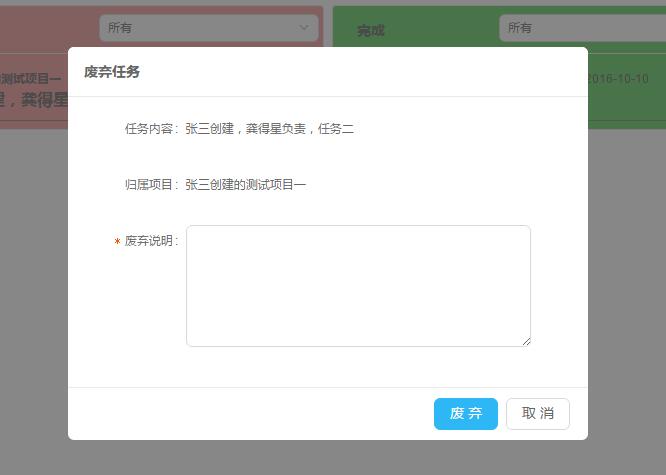 所有
完成
所有
测试项目一
2016-10-10
，龚得星
废弃任务
任务内容：张三创建，龚得星负责，任务二
归属项目：张三创建的测试项目一
* 废弃说明：
废 弃
取 消